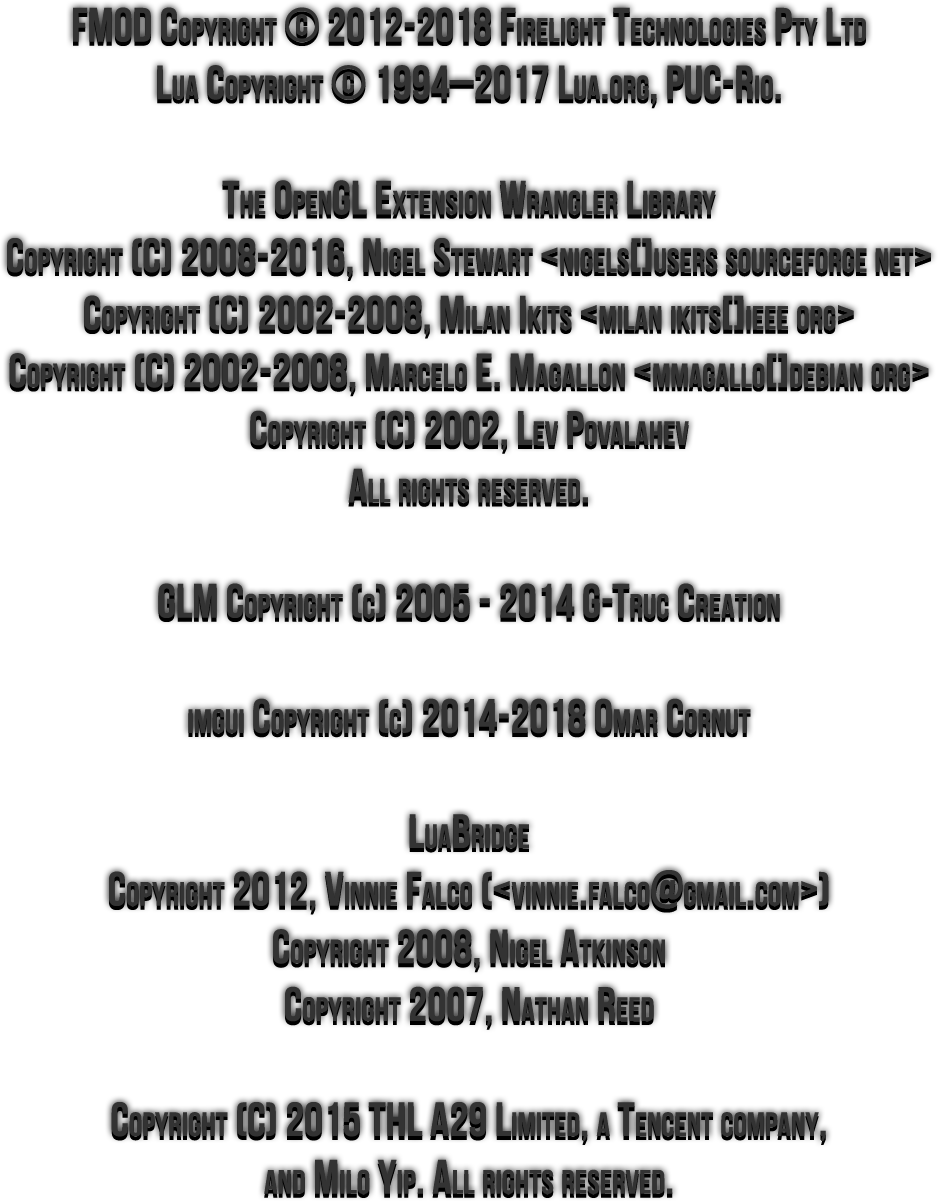 FMOD Copyright © 2012-2018 Firelight Technologies Pty Ltd
Lua Copyright © 1994–2017 Lua.org, PUC-Rio.
The OpenGL Extension Wrangler Library
Copyright (C) 2008-2016, Nigel Stewart <nigels[]users sourceforge net>
Copyright (C) 2002-2008, Milan Ikits <milan ikits[]ieee org>
Copyright (C) 2002-2008, Marcelo E. Magallon <mmagallo[]debian org>
Copyright (C) 2002, Lev Povalahev
All rights reserved.
GLM Copyright (c) 2005 - 2014 G-Truc Creation
imgui Copyright (c) 2014-2018 Omar Cornut
LuaBridge
Copyright 2012, Vinnie Falco (<vinnie.falco@gmail.com>)
Copyright 2008, Nigel Atkinson
Copyright 2007, Nathan Reed
Copyright (C) 2015 THL A29 Limited, a Tencent company,
and Milo Yip. All rights reserved.